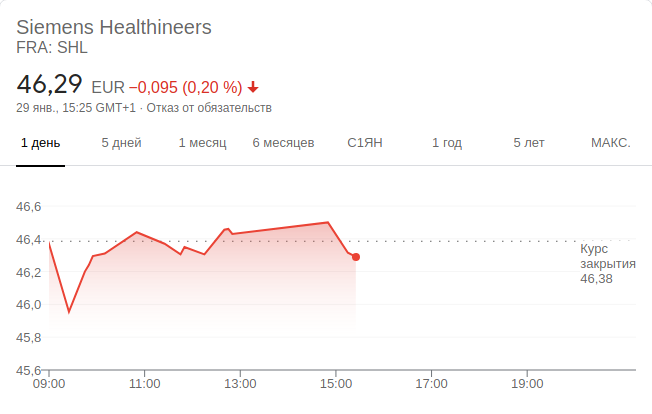 Siemens Healthineers
FRA: SHL
46,29 EUR −0,095 (0,20 %)
29 янв., 15:25 GMT+1 · Отказ от обязательств
1 день 5 дней 1 месяц 6 месяцев С1ЯН 1 год 5 лет МАКС.
46,6
46,4
Курс
закрытия
46,38
46,2
46,0
45,8
45,6
09:00 11:00 13:00 15:00 17:00 19:00